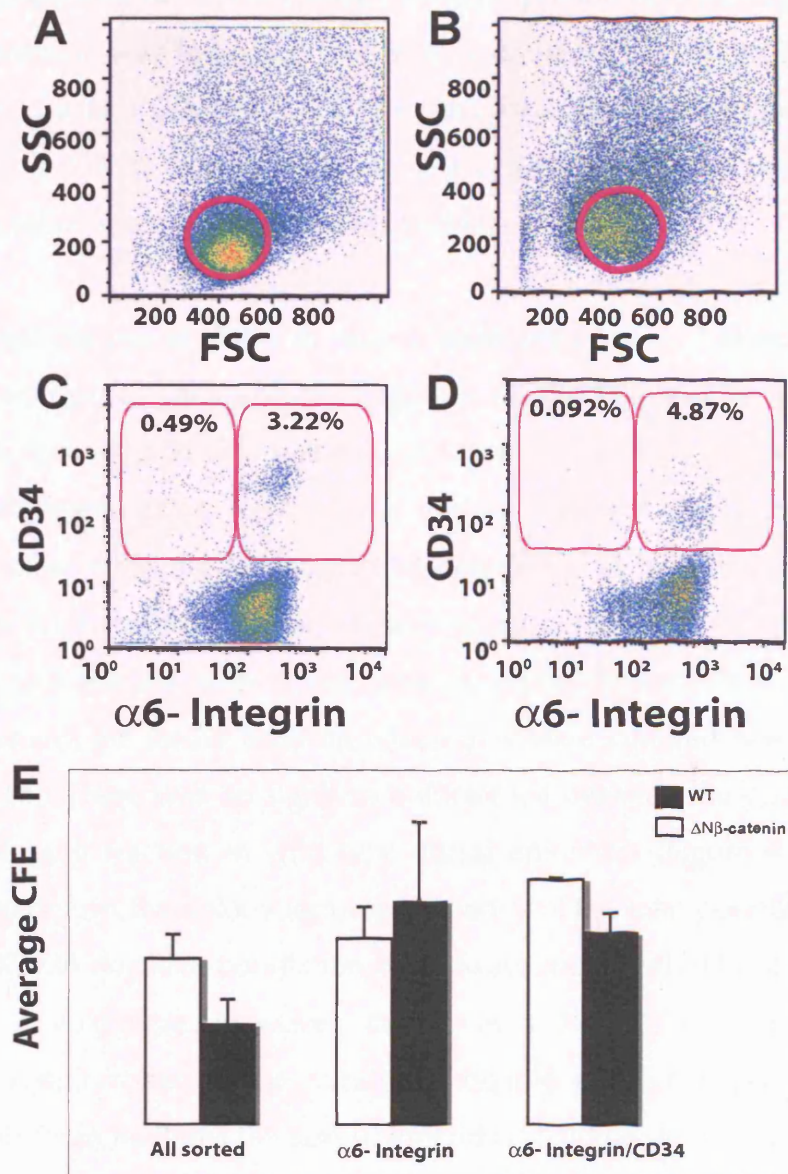 A
SSC
800
600
400
200
0
200 400 600 800
FSC
B
SSC
800
600
400
200
0
200 400 600 800
FSC
C
0.49% 3.22%
CD34
10³
10²
10¹
10⁰
10⁰ 10¹ 10² 10³ 10⁴
α6- Integrin
D
0.092% 4.87%
CD34
10³
10²
10¹
10⁰
10⁰ 10¹ 10² 10³ 10⁴
α6- Integrin
E
WT
ΔNβ-catenin
Average CFE
All sorted α6- Integrin α6- Integrin/CD34